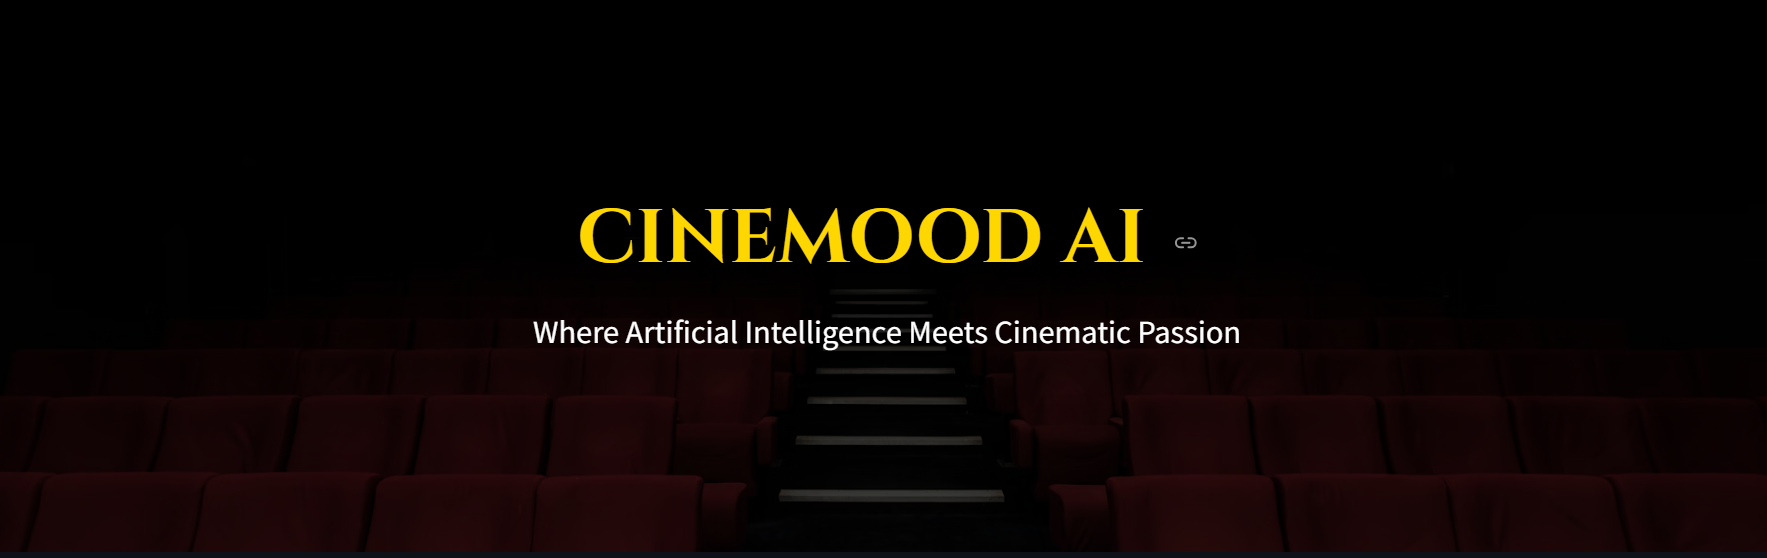 CINEMOOD AI
Where Artificial Intelligence Meets Cinematic Passion